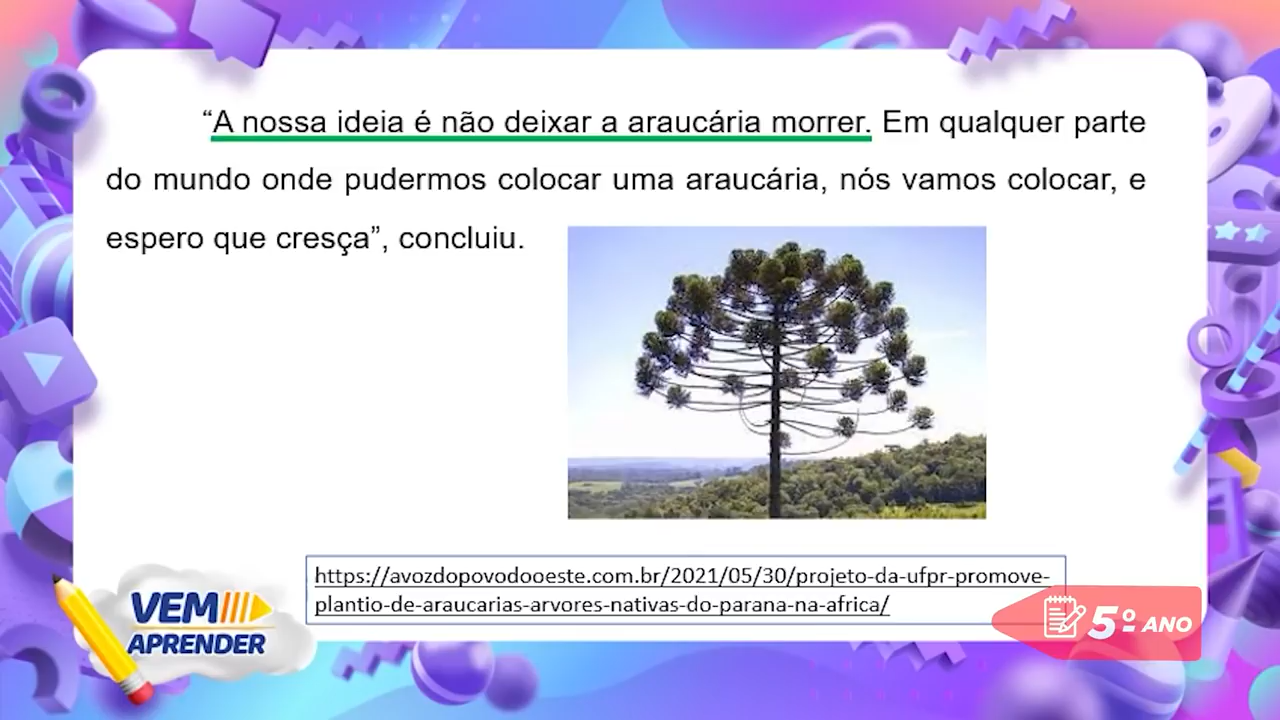 “A nossa ideia é não deixar a araucária morrer. Em qualquer parte
do mundo onde pudermos colocar uma araucária, nós vamos colocar, e
espero que cresça”, concluiu.
https://avozdopovodooeste.com.br/2021/05/30/projeto-da-ufpr-promove-
plantio-de-araucarias-arvores-nativas-do-parana-na-africa/
VEM
APRENDER
5º ANO